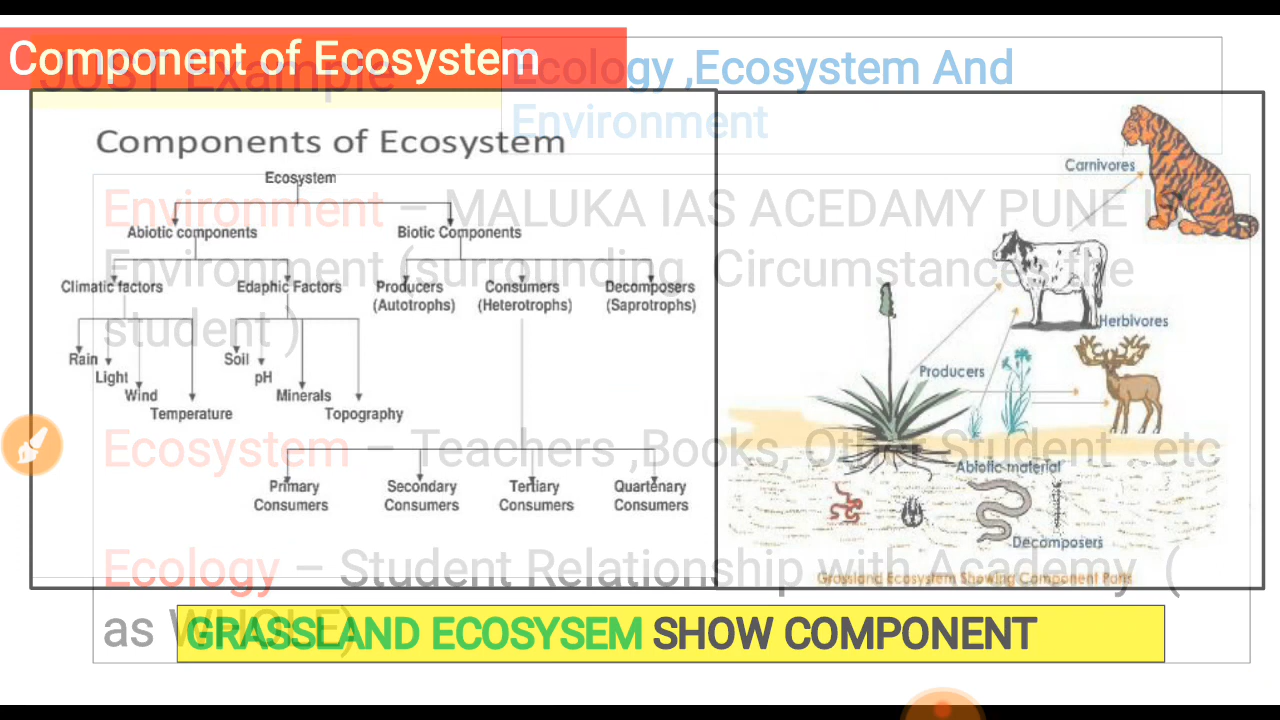 Component of Ecosystem
JUST Example
Ecology ,Ecosystem And
Environment
Components of Ecosystem
Ecosystem
Abiotic components
Biotic Components
Climatic factors
Edaphic Factors
Producers
(Autotrophs)
Consumers
(Heterotrophs)
Decomposers
(Saprotrophs)
Rain
Light
Wind
Temperature
Soil
pH
Minerals
Topography
Primary
Consumers
Secondary
Consumers
Tertiary
Consumers
Quartenary
Consumers
Carnivores
Herbivores
Producers
Abiotic material
Decomposers
Grassland Ecosystem Showing Component Parts
Environment – MALUKA IAS ACEDAMY PUNE
Environment (surrounding, Circumstance the
student )
Ecosystem – Teachers ,Books, Other Student etc
Ecology – Student Relationship with Academy (
as WHOLE)
GRASSLAND ECOSYSEM SHOW COMPONENT